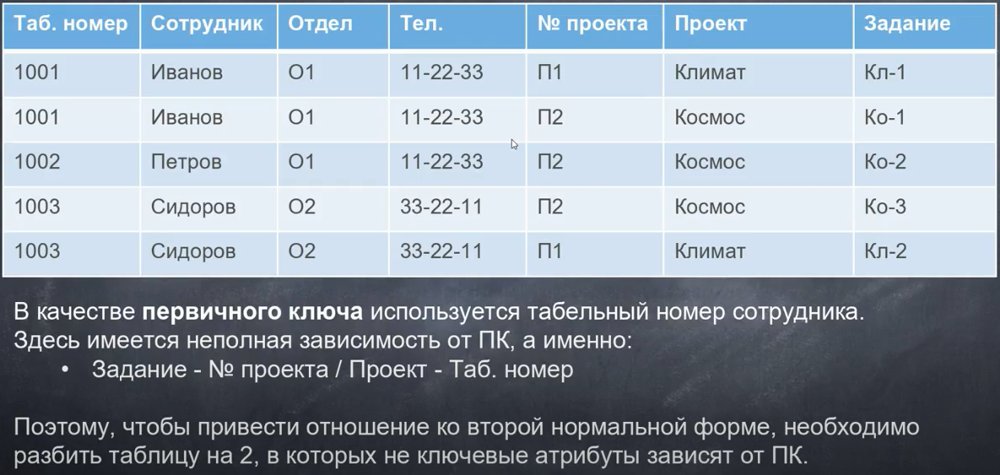 Таб. номер Сотрудник Отдел Тел. № проекта Проект Задание
1001 Иванов О1 11-22-33 П1 Климат Кл-1
1001 Иванов О1 11-22-33 П2 Космос Ко-1
1002 Петров О1 11-22-33 П2 Космос Ко-2
1003 Сидоров О2 33-22-11 П2 Космос Ко-3
1003 Сидоров О2 33-22-11 П1 Климат Кл-2
В качестве первичного ключа используется табельный номер сотрудника.
Здесь имеется неполная зависимость от ПК, а именно:
• Задание - № проекта / Проект - Таб. номер
Поэтому, чтобы привести отношение ко второй нормальной форме, необходимо
разбить таблицу на 2, в которых не ключевые атрибуты зависят от ПК.